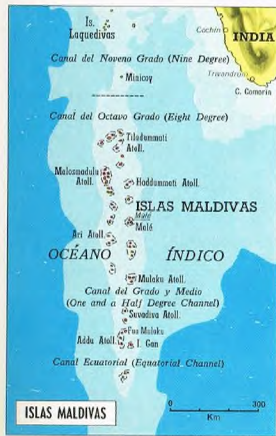 Is.
Laquedivas
Cochin
INDIA
Canal del Noveno Grado (Nine Degree)
Trivandrum
Minicoy
C. Comorin
Canal del Octavo Grado (Eight Degree)
Tiladummati
Atoll.
Malosmadulu
Atoll.
Haddummati Atoll.
ISLAS MALDIVAS
Malé
Malé
Ari Atoll.
OCÉANO ÍNDICO
Mulaku Atoll.
Canal del Grado y Medio
(One and a Half Degree Channel)
Suvadiva Atoll.
Fua Mulaku
Addu Atoll.
I. Gan
Canal Ecuatorial (Equatorial Channel)
ISLAS MALDIVAS
0 300
Km